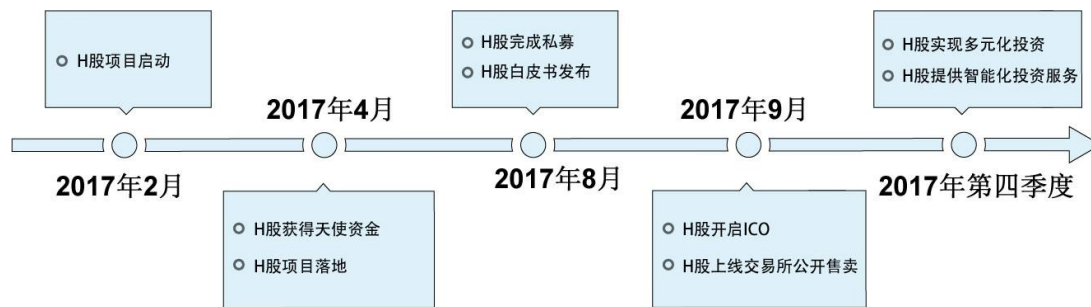 H股项目启动
2017年2月
2017年4月
H股获得天使资金
H股项目落地
H股完成私募
H股白皮书发布
2017年8月
2017年9月
H股开启ICO
H股上线交易所公开售卖
H股实现多元化投资
H股提供智能化投资服务
2017年第四季度